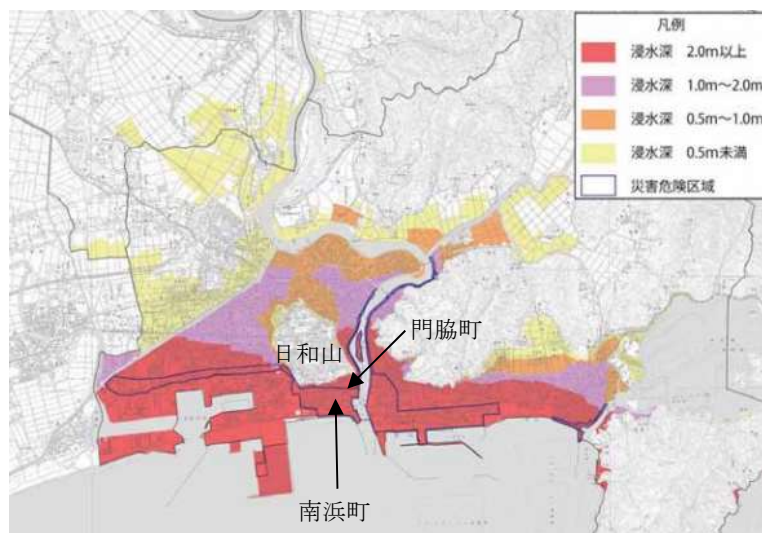 凡例
浸水深 2.0m以上
浸水深 1.0m~2.0m
浸水深 0.5m~1.0m
浸水深 0.5m未満
災害危険区域
門脇町
日和山
南浜町